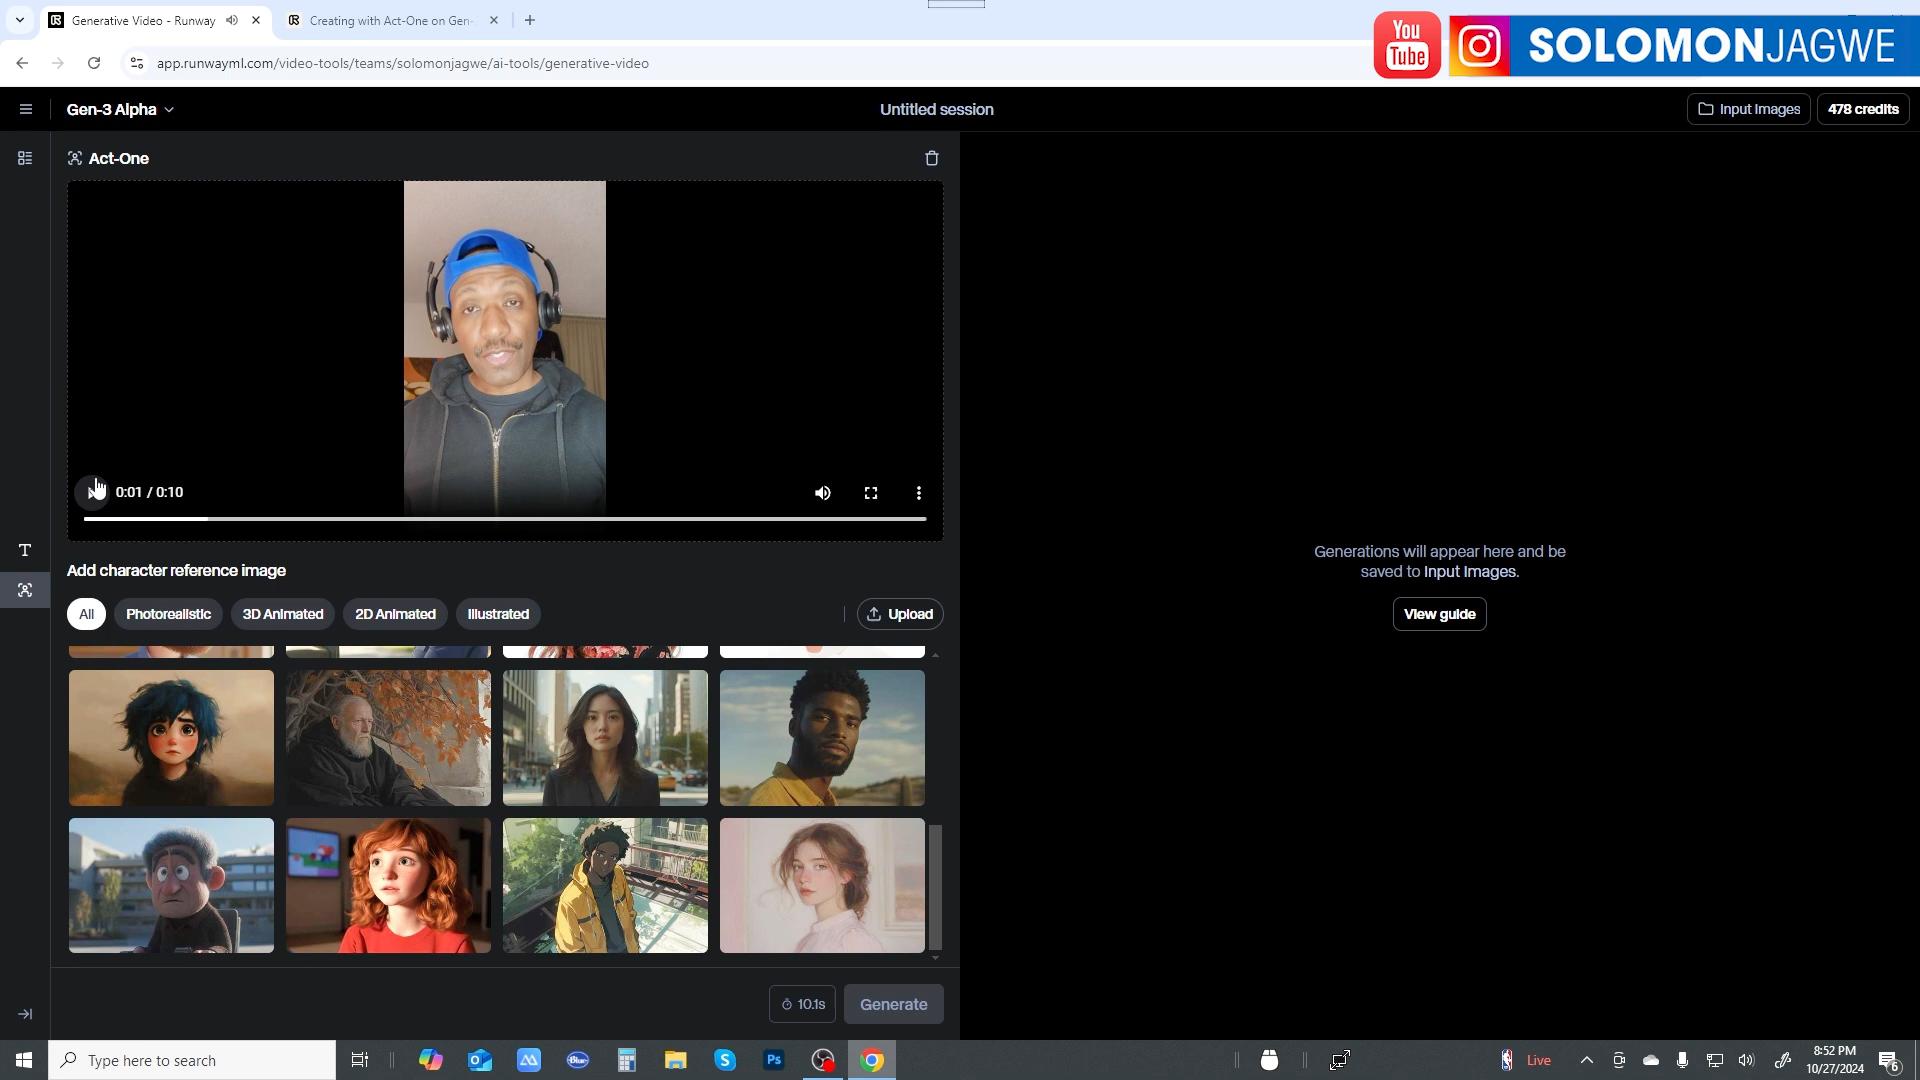 Generative Video - Runway
Creating with Act-One on Gen-
You
Tube
SOLOMONJAGWE
app.runwayml.com/video-tools/teams/solomonjagwe/ai-tools/generative-video
Gen-3 Alpha
Untitled session
Input Images
478 credits
Act-One
0:01 / 0:10
Add character reference image
All
Photorealistic
3D Animated
2D Animated
Illustrated
Upload
Generations will appear here and be
saved to Input Images.
View guide
10.1s
Generate
Type here to search
Blue
Ps
Live
8:52 PM
10/27/2024
6